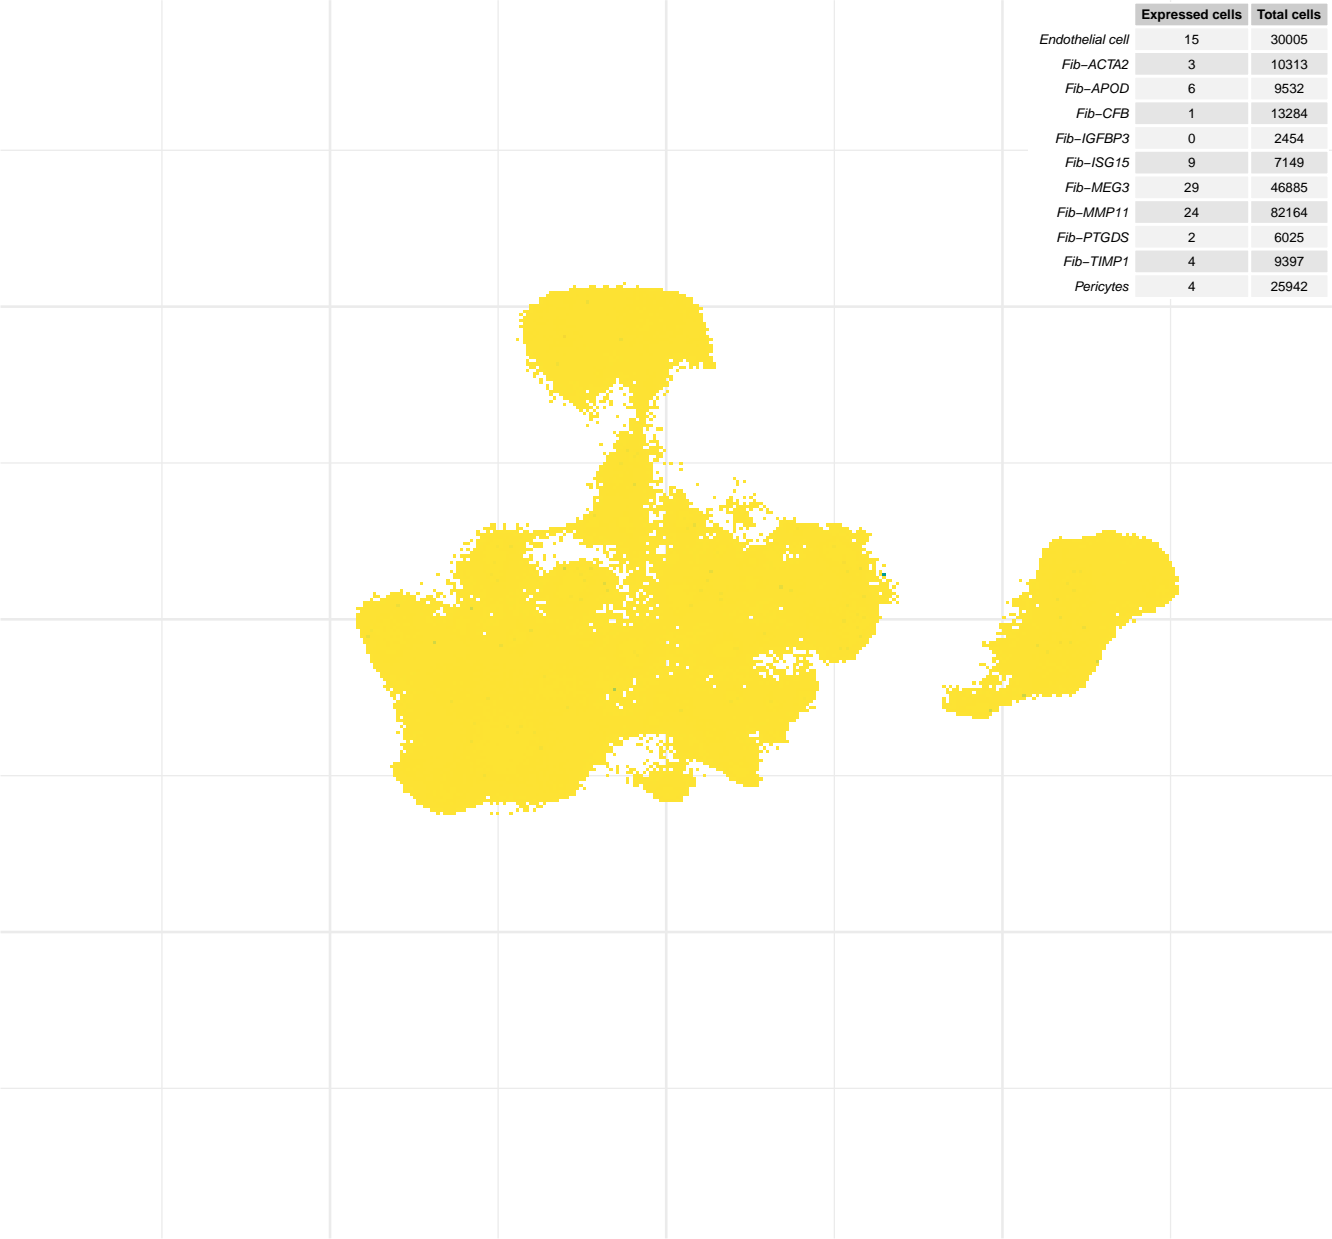 Expressed cells Total cells
Endothelial cell 15 30005
Fib−ACTA2 3 10313
Fib−APOD 6 9532
Fib−CFB 1 13284
Fib−IGFBP3 0 2454
Fib−ISG15 9 7149
Fib−MEG3 29 46885
Fib−MMP11 24 82164
Fib−PTGDS 2 6025
Fib−TIMP1 4 9397
Pericytes 4 25942